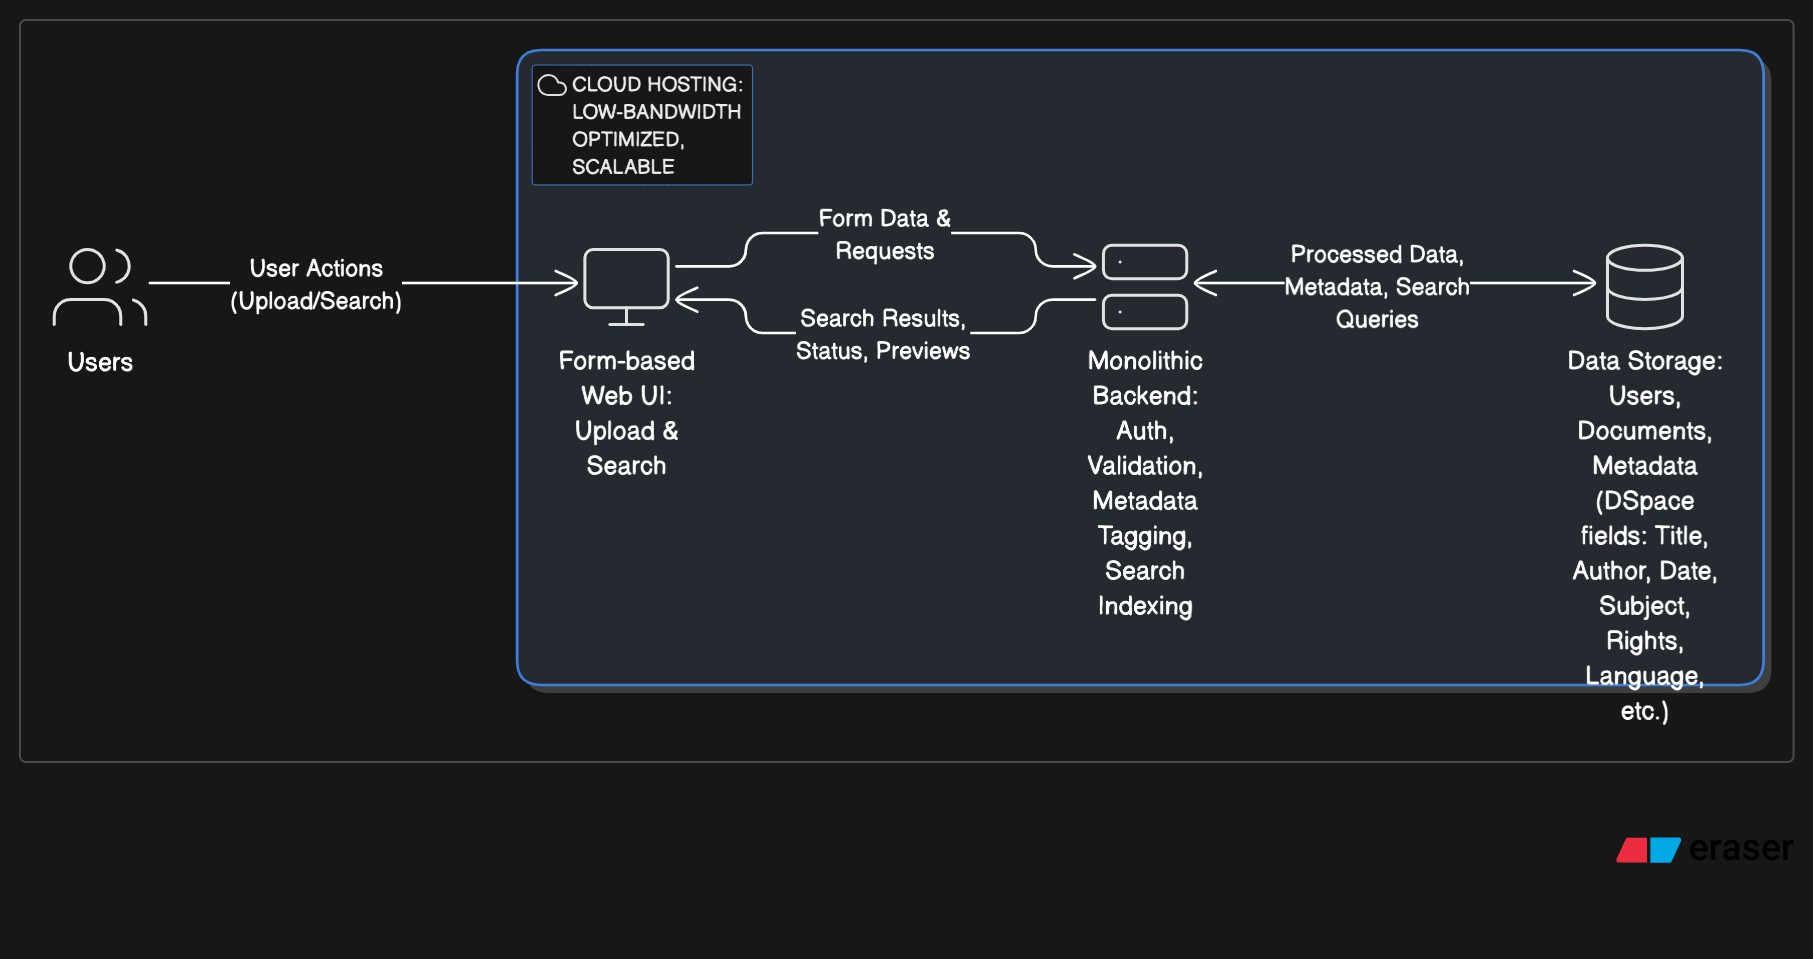 CLOUD HOSTING:
LOW-BANDWIDTH
OPTIMIZED,
SCALABLE
User Actions
(Upload/Search)
Users
Form Data &
Requests
Search Results,
Status, Previews
Processed Data,
Metadata, Search
Queries
Form-based
Web UI:
Upload &
Search
Monolithic
Backend:
Auth,
Validation,
Metadata
Tagging,
Search
Indexing
Data Storage:
Users,
Documents,
Metadata
(DSpace
fields: Title,
Author, Date,
Subject,
Rights,
Language,
etc.)
eraser